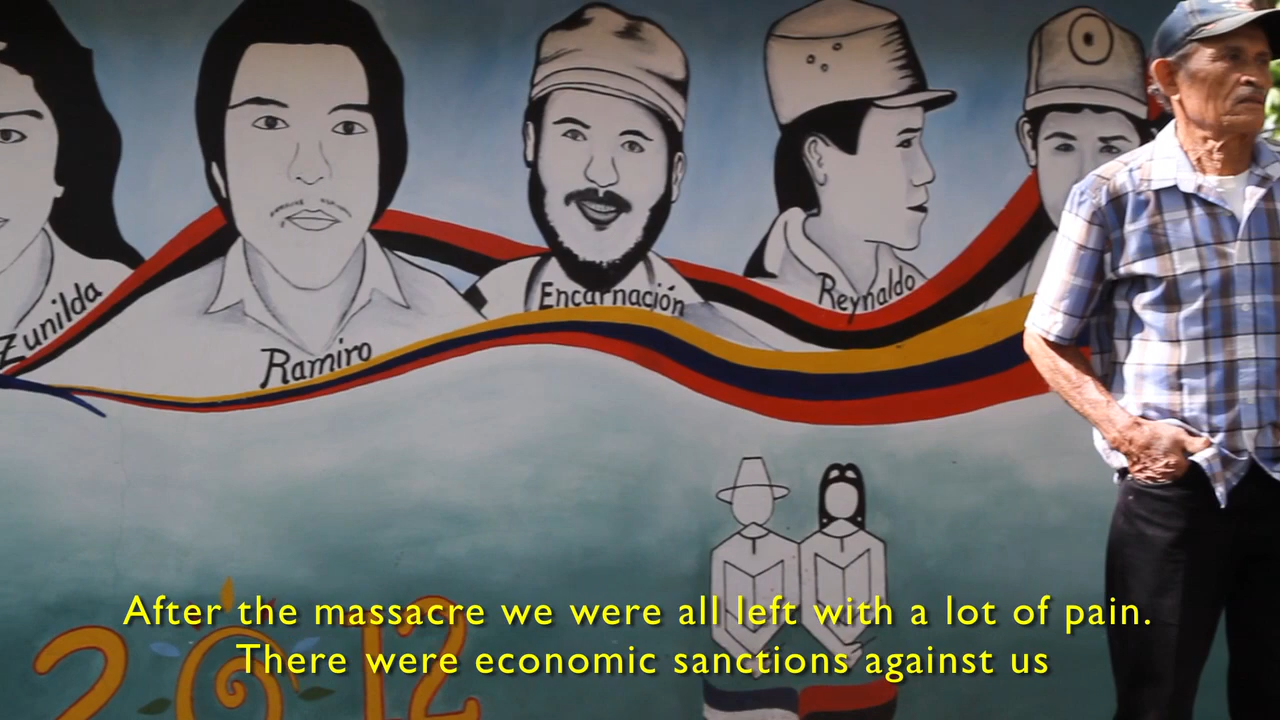 Zunilda
Ramiro
Encarnación
Reynaldo
2012
After the massacre we were all left with a lot of pain.
There were economic sanctions against us